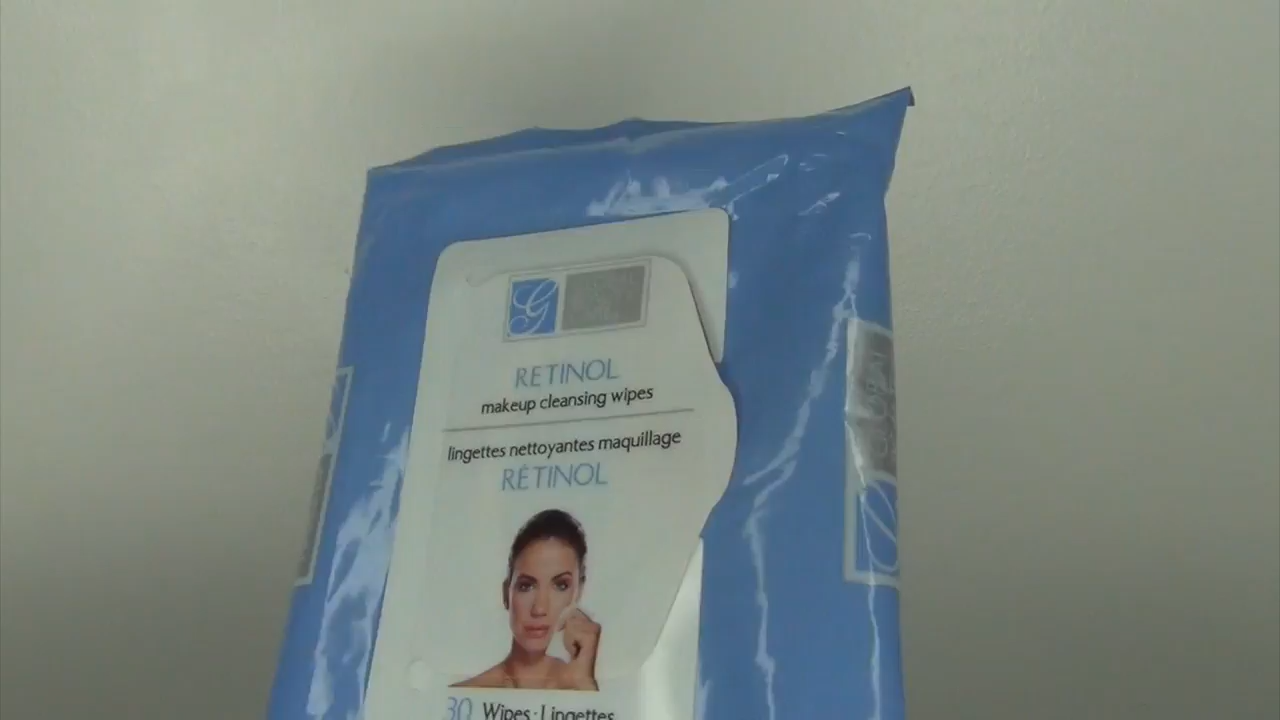 G
RETINOL
makeup cleansing wipes
lingettes nettoyantes maquillage
RÉTINOL
30 Wipes · Lingettes